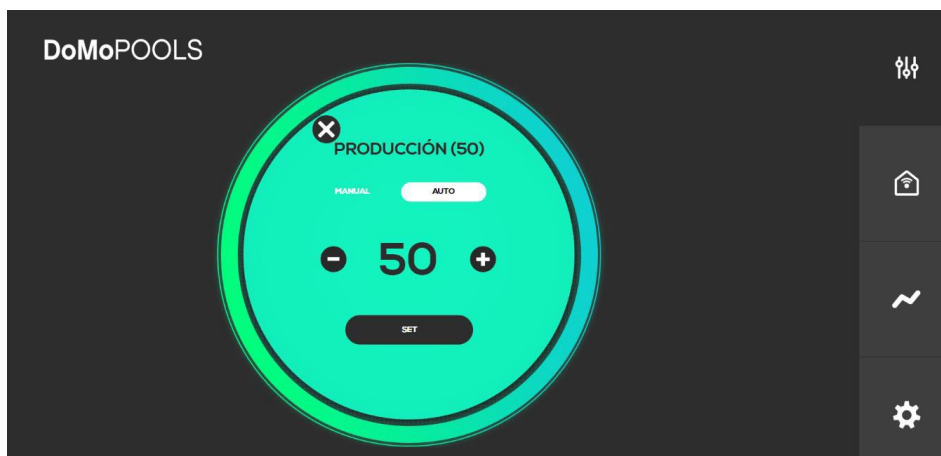 DoMoPOOLS
PRODUCCIÓN (50)
MANUAL AUTO
50
SET